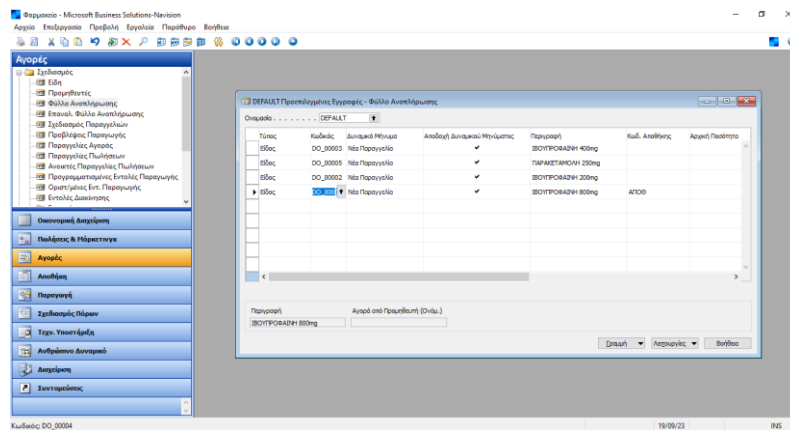 Φαρμακείο - Microsoft Business Solutions-Navision
Αρχείο Επεξεργασία Προβολή Εργαλεία Παράθυρο Βοήθεια
Αγορές
Σχεδιασμός
Είδη
Προμηθευτές
Φύλλα Αναπλήρωσης
Επαναλ. Φύλλο Αναπλήρωσης
Σχεδιασμός Παραγγελιών
Προβλέψεις Παραγωγής
Παραγγελίες Αγοράς
Παραγγελίες Πωλήσεων
Ανοικτές Παραγγελίες Πωλήσεων
Προγραμματισμένες Εντολές Παραγωγής
Οριστ/μένες Εντ. Παραγωγής
Εντολές Διακίνησης
Οικονομική Διαχείριση
Πωλήσεις & Μάρκετινγκ
Αγορές
Αποθήκη
Παραγωγή
Σχεδιασμός Πόρων
Τεχν. Υποστήριξη
Ανθρώπινο Δυναμικό
Διαχείριση
Συντομεύσεις
DEFAULT Προεπιλεγμένες Εγγραφές - Φύλλο Αναπλήρωσης
Ονομασία . . . . . . . . DEFAULT
Τύπος Κωδικός Δυναμικό Μήνυμα Αποδοχή Δυναμικού Μηνύματος Περιγραφή Κωδ. Αποθήκης Αρχική Ποσότητα
Είδος DO_00003 Νέα Παραγγελία ✔ ΙΒΟΥΠΡΟΦΑΙΝΗ 400mg
Είδος DO_00005 Νέα Παραγγελία ✔ ΠΑΡΑΚΕΤΑΜΟΛΗ 250mg
Είδος DO_00002 Νέα Παραγγελία ✔ ΙΒΟΥΠΡΟΦΑΙΝΗ 200mg
Είδος DO_000 Νέα Παραγγελία ✔ ΙΒΟΥΠΡΟΦΑΙΝΗ 800mg ΑΠΟΘ
Περιγραφή Αγορά από Προμηθευτή (Ονομ.)
ΙΒΟΥΠΡΟΦΑΙΝΗ 800mg
Γραμμή Λειτουργίες Βοήθεια
Κωδικός: DO_00004 19/09/23 INS